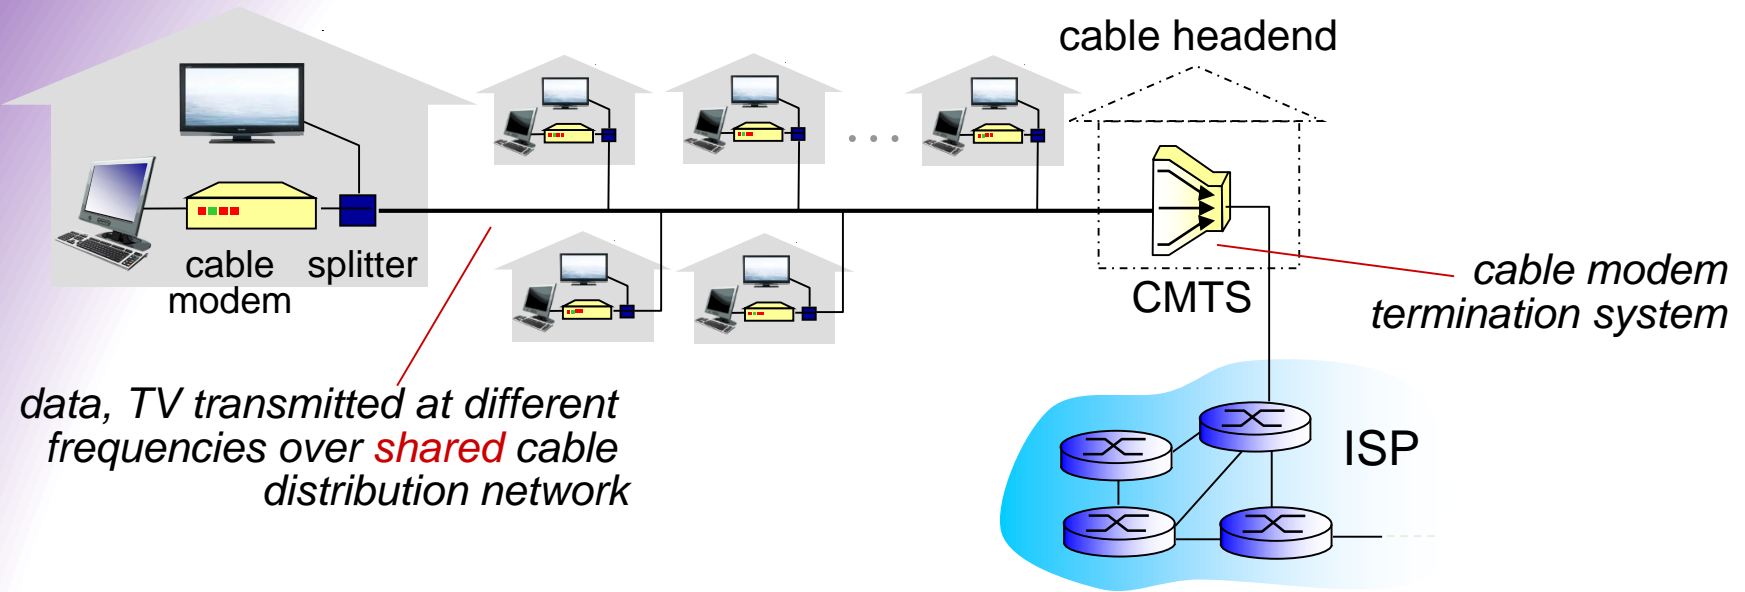 cable headend
cable
modem
splitter
CMTS
cable modem
termination system
data, TV transmitted at different
frequencies over shared cable
distribution network
ISP